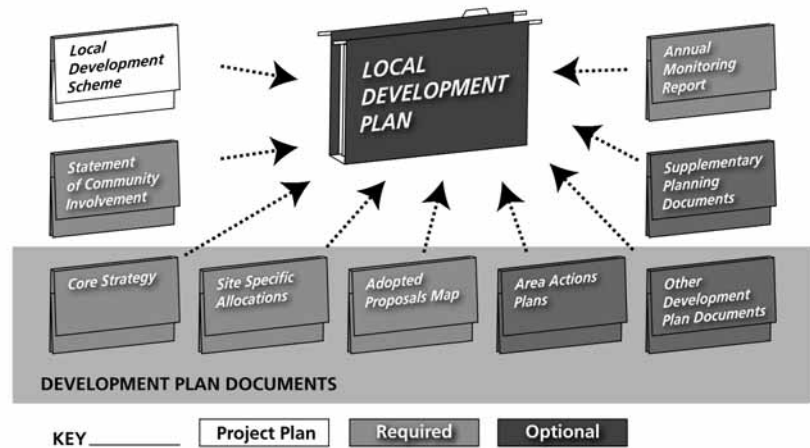 Local
Development
Scheme
LOCAL
DEVELOPMENT
PLAN
Annual
Monitoring
Report
Statement
of Community
Involvement
Supplementary
Planning
Documents
Core Strategy
Site Specific
Allocations
Adopted
Proposals Map
Area Actions
Plans
Other
Development
Plan Documents
DEVELOPMENT PLAN DOCUMENTS
KEY
Project Plan
Required
Optional